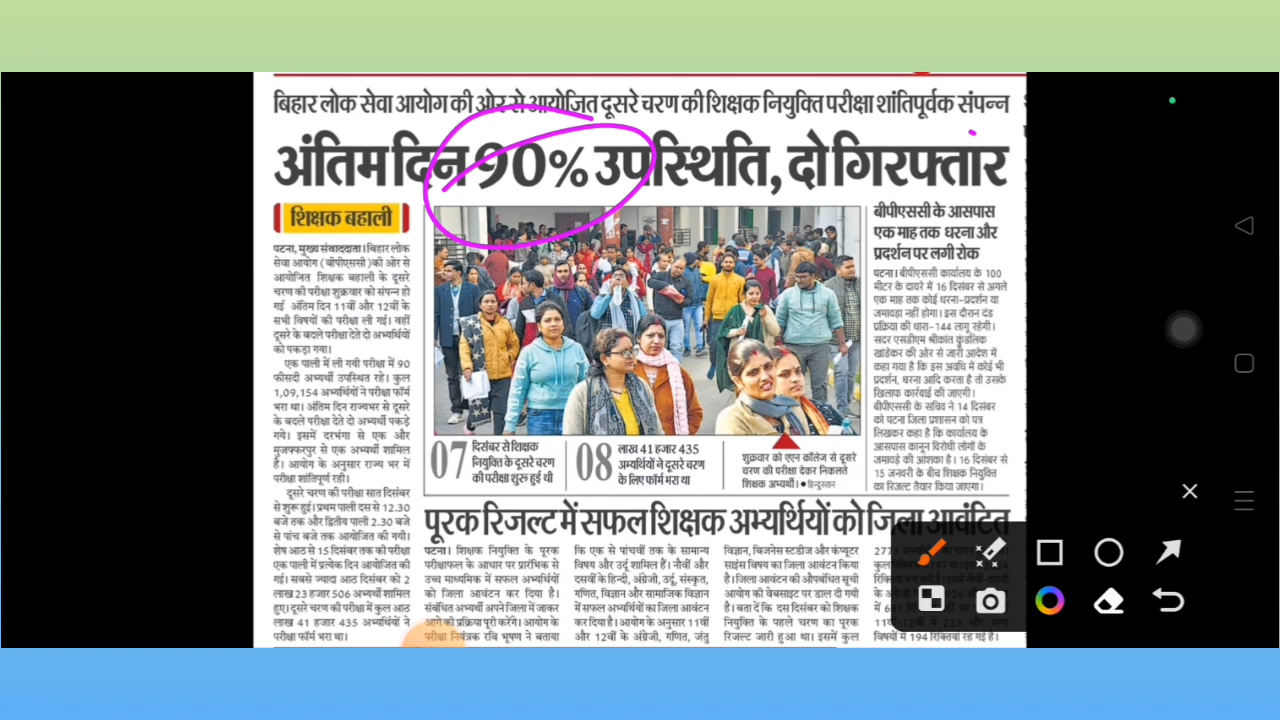 बिहार लोक सेवा आयोग की ओर से आयोजित दूसरे चरण की शिक्षक नियुक्ति परीक्षा शांतिपूर्वक संपन्न
अंतिम दिन 90% उपस्थिति, दो गिरफ्तार
शिक्षक बहाली
पटना, मुख्य संवाददाता। बिहार लोक
सेवा आयोग (बीपीएससी) की ओर से
आयोजित शिक्षक बहाली के दूसरे
चरण की परीक्षा शुक्रवार को संपन्न हो
गई अंतिम दिन 11वीं और 12वीं के
सभी विषयों की परीक्षा ली गई। वहीं
दूसरे के बदले परीक्षा देते दो अभ्यर्थियों
को पकड़ा गया।
एक पाली में ली गयी परीक्षा में 90
फीसदी अभ्यर्थी उपस्थित रहे। कुल
1,09,154 अभ्यर्थियों ने परीक्षा फॉर्म
भरा था। अंतिम दिन राज्यभर से दूसरे
के बदले परीक्षा देते दो अभ्यर्थी पकड़े
गये। इसमें दरभंगा से एक और
मुजफ्फरपुर से एक अभ्यर्थी शामिल
है। आयोग के अनुसार राज्य भर में
परीक्षा शांतिपूर्ण रही।
दूसरे चरण की परीक्षा सात दिसंबर
से शुरू हुई। प्रथम पाली दस से 12.30
बजे तक और द्वितीय पाली 2.30 बजे
से पांच बजे तक आयोजित की गयी।
शेष आठ से 15 दिसंबर तक की परीक्षा
एक पाली में प्रत्येक दिन आयोजित की
गई। सबसे ज्यादा आठ दिसंबर को 2
लाख 23 हजार 506 अभ्यर्थी शामिल
हुए। दूसरे चरण की परीक्षा में कुल आठ
लाख 41 हजार 435 अभ्यर्थियों ने
परीक्षा फॉर्म भरा था।
07 दिसंबर से शिक्षक
नियुक्ति के दूसरे चरण
की परीक्षा शुरू हुई थी
08 लाख 41 हजार 435
अभ्यर्थियों ने दूसरे चरण
के लिए फॉर्म भरा था
शुक्रवार को एएन कॉलेज से दूसरे
चरण की परीक्षा देकर निकलते
शिक्षक अभ्यर्थी। ● हिन्दुस्तान
बीपीएससी के आसपास
एक माह तक धरना और
प्रदर्शन पर लगी रोक
पटना। बीपीएससी कार्यालय के 100
मीटर के दायरे में 16 दिसंबर से अगले
एक माह तक कोई धरना-प्रदर्शन या
जमावड़ा नहीं होगा। इस दौरान दंड
प्रक्रिया की धारा-144 लागू रहेगी।
सदर एसडीएम श्रीकांत कुंडलिक
खांडेकर की ओर से जारी आदेश में
कहा गया है कि इस अवधि में कोई भी
प्रदर्शन, धरना आदि करता है तो उसके
खिलाफ कार्रवाई की जाएगी।
बीपीएससी के सचिव ने 14 दिसंबर
को पटना जिला प्रशासन को पत्र
लिखकर कहा है कि कार्यालय के
आसपास कानून विरोधी लोगों के
जमावड़े की आशंका है। 16 दिसंबर से
15 जनवरी के बीच शिक्षक नियुक्ति
का रिजल्ट तैयार किया जाएगा।
पूरक रिजल्ट में सफल शिक्षक अभ्यर्थियों को जिला आवंटित
पटना। शिक्षक नियुक्ति के पूरक
परीक्षाफल के आधार पर प्रारंभिक से
उच्च माध्यमिक में सफल अभ्यर्थियों
को जिला आवंटन कर दिया है।
संबंधित अभ्यर्थी अपने जिला में जाकर
आगे की प्रक्रिया पूरी करेंगे। आयोग के
परीक्षा नियंत्रक रवि भूषण ने बताया
कि एक से पांचवीं तक के सामान्य
विषय और उर्दू शामिल हैं। नौवीं और
दसवीं के हिन्दी, अंग्रेजी, उर्दू, संस्कृत,
गणित, विज्ञान और सामाजिक विज्ञान
में सफल अभ्यर्थियों का जिला आवंटन
कर दिया है। आयोग के अनुसार 11वीं
और 12वीं के अंग्रेजी, गणित, जंतु
विज्ञान, बिजनेस स्टडीज और कंप्यूटर
साइंस विषय का जिला आवंटन किया
है। जिला आवंटन की औपबंधित सूची
आयोग की वेबसाइट पर डाल दी गयी
है। बता दें कि दस दिसंबर को शिक्षक
नियुक्ति के पहले चरण का पूरक
रिजल्ट जारी हुआ था। इसमें कुल
विषयों में 194 रिक्तियां रह गई है।